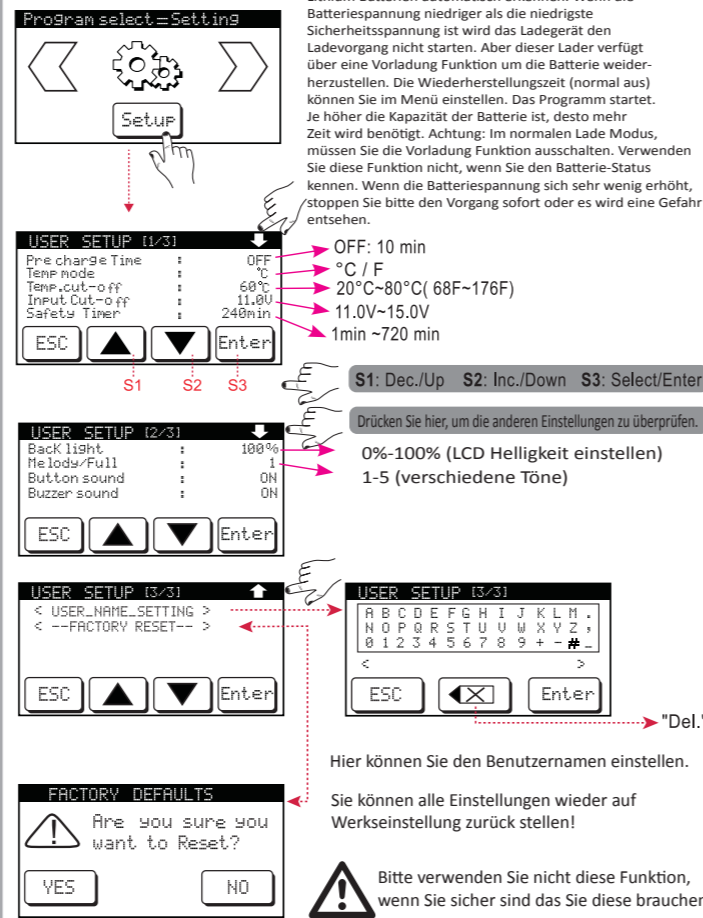 Program select=Setting
Setup
Batteriespannung niedriger als die niedrigste
Sicherheitsspannung ist wird das Ladegerät den
Ladevorgang nicht starten. Aber dieser Lader verfügt
über eine Vorladung Funktion um die Batterie weider-
herzustellen. Die Wiederherstellungszeit (normal aus)
können Sie im Menü einstellen. Das Programm startet.
Je höher die Kapazität der Batterie ist, desto mehr
Zeit wird benötigt. Achtung: Im normalen Lade Modus,
müssen Sie die Vorladung Funktion ausschalten. Verwenden
Sie diese Funktion nicht, wenn Sie den Batterie-Status
kennen. Wenn die Batteriespannung sich sehr wenig erhöht,
stoppen Sie bitte den Vorgang sofort oder es wird eine Gefahr
entsehen.
USER SETUP [1/3]
Pre charge Time : OFF
Temp mode : °C
Temp.cut-off : 60°C
Input Cut-off : 11.0V
Safety Timer : 240min
ESC ▲ ▼ Enter
S1 S2 S3
OFF: 10 min
°C / F
20°C~80°C( 68F~176F)
11.0V~15.0V
1min ~720 min
S1: Dec./Up S2: Inc./Down S3: Select/Enter
Drücken Sie hier, um die anderen Einstellungen zu überprüfen.
USER SETUP [2/3]
Back light : 100%
Melody/Full : 1
Button sound : ON
Buzzer sound : ON
ESC ▲ ▼ Enter
0%-100% (LCD Helligkeit einstellen)
1-5 (verschiedene Töne)
USER SETUP [3/3]
< USER_NAME_SETTING >
< --FACTORY RESET-- >
ESC ▲ ▼ Enter
USER SETUP [3/3]
A B C D E F G H I J K L M .
N O P Q R S T U V W X Y Z ,
0 1 2 3 4 5 6 7 8 9 + - # _
< >
ESC Enter
"Del."
Hier können Sie den Benutzernamen einstellen.
Sie können alle Einstellungen wieder auf
Werkseinstellung zurück stellen!
FACTORY DEFAULTS
Are you sure you
want to Reset?
YES NO
Bitte verwenden Sie nicht diese Funktion,
wenn Sie sicher sind das Sie diese brauchen